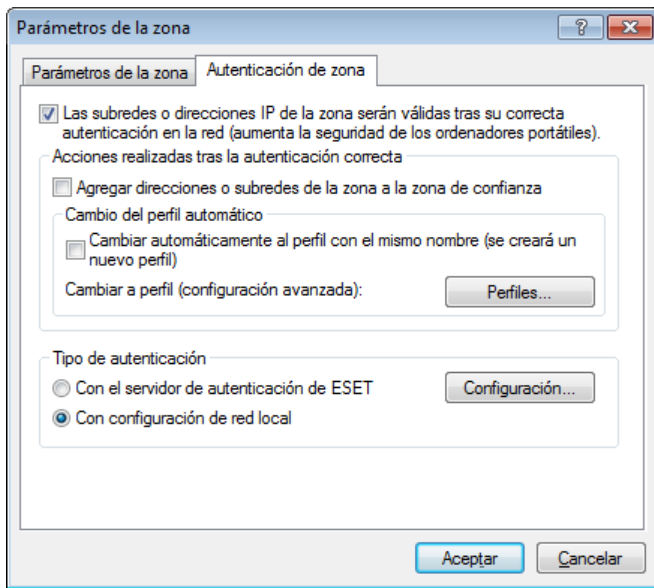 Parámetros de la zona
Parámetros de la zona
Autenticación de zona
Las subredes o direcciones IP de la zona serán válidas tras su correcta
autenticación en la red (aumenta la seguridad de los ordenadores portátiles).
Acciones realizadas tras la autenticación correcta
Agregar direcciones o subredes de la zona a la zona de confianza
Cambio del perfil automático
Cambiar automáticamente al perfil con el mismo nombre (se creará un
nuevo perfil)
Cambiar a perfil (configuración avanzada):
Perfiles...
Tipo de autenticación
Con el servidor de autenticación de ESET
Configuración...
Con configuración de red local
Aceptar
Cancelar